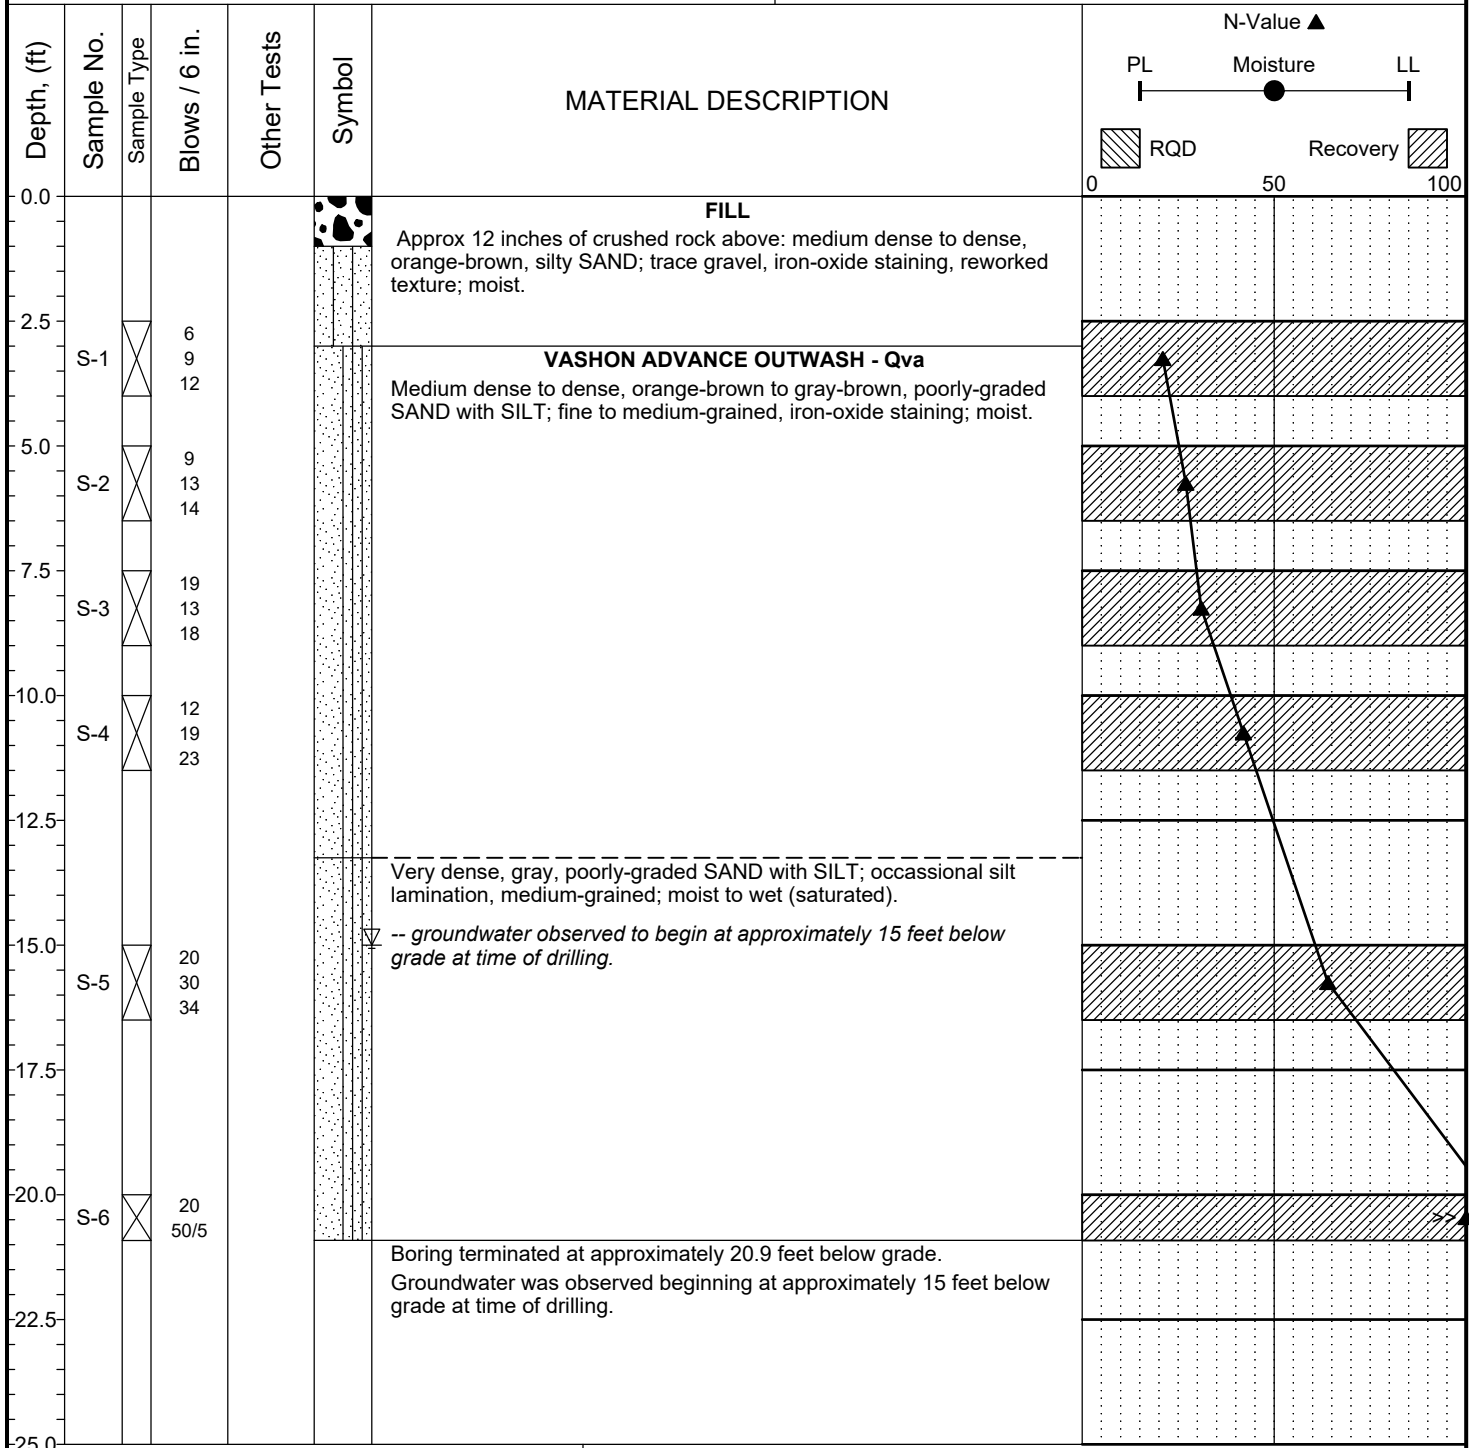 Depth, (ft)
Sample No.
Sample Type
Blows / 6 in.
Other Tests
Symbol
MATERIAL DESCRIPTION
N-Value ▲
PL Moisture LL
RQD Recovery
0 50 100
0.0
FILL
Approx 12 inches of crushed rock above: medium dense to dense,
orange-brown, silty SAND; trace gravel, iron-oxide staining, reworked
texture; moist.
2.5
S-1
6
9
12
VASHON ADVANCE OUTWASH - Qva
Medium dense to dense, orange-brown to gray-brown, poorly-graded
SAND with SILT; fine to medium-grained, iron-oxide staining; moist.
5.0
S-2
9
13
14
7.5
S-3
19
13
18
10.0
S-4
12
19
23
12.5
Very dense, gray, poorly-graded SAND with SILT; occassional silt
lamination, medium-grained; moist to wet (saturated).
-- groundwater observed to begin at approximately 15 feet below
grade at time of drilling.
15.0
S-5
20
30
34
17.5
20.0
S-6
20
50/5
>>
Boring terminated at approximately 20.9 feet below grade.
Groundwater was observed beginning at approximately 15 feet below
grade at time of drilling.
22.5
25.0